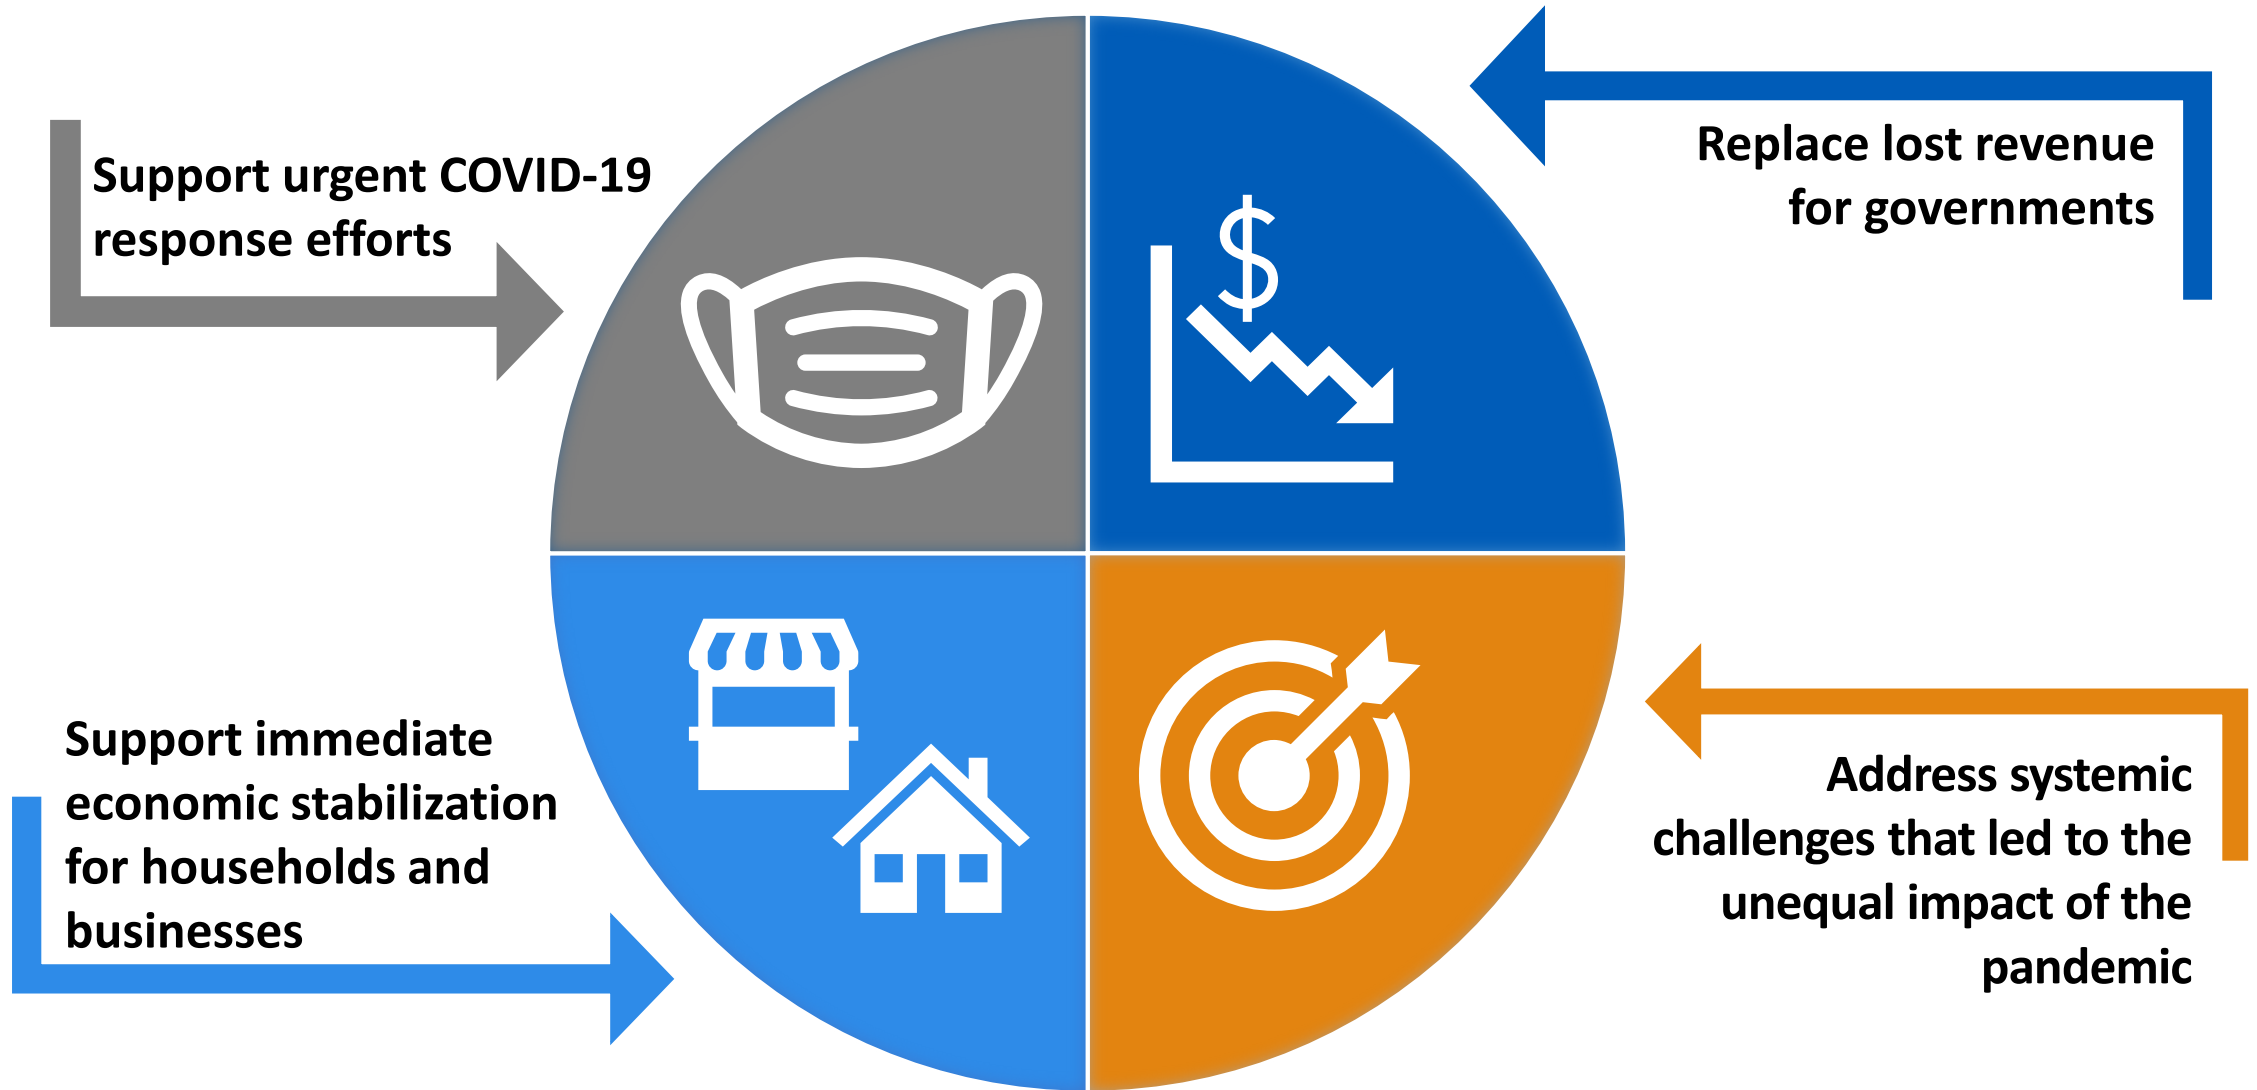 Support urgent COVID-19
response efforts
$
Replace lost revenue
for governments
Support immediate
economic stabilization
for households and
businesses
Address systemic
challenges that led to the
unequal impact of the
pandemic